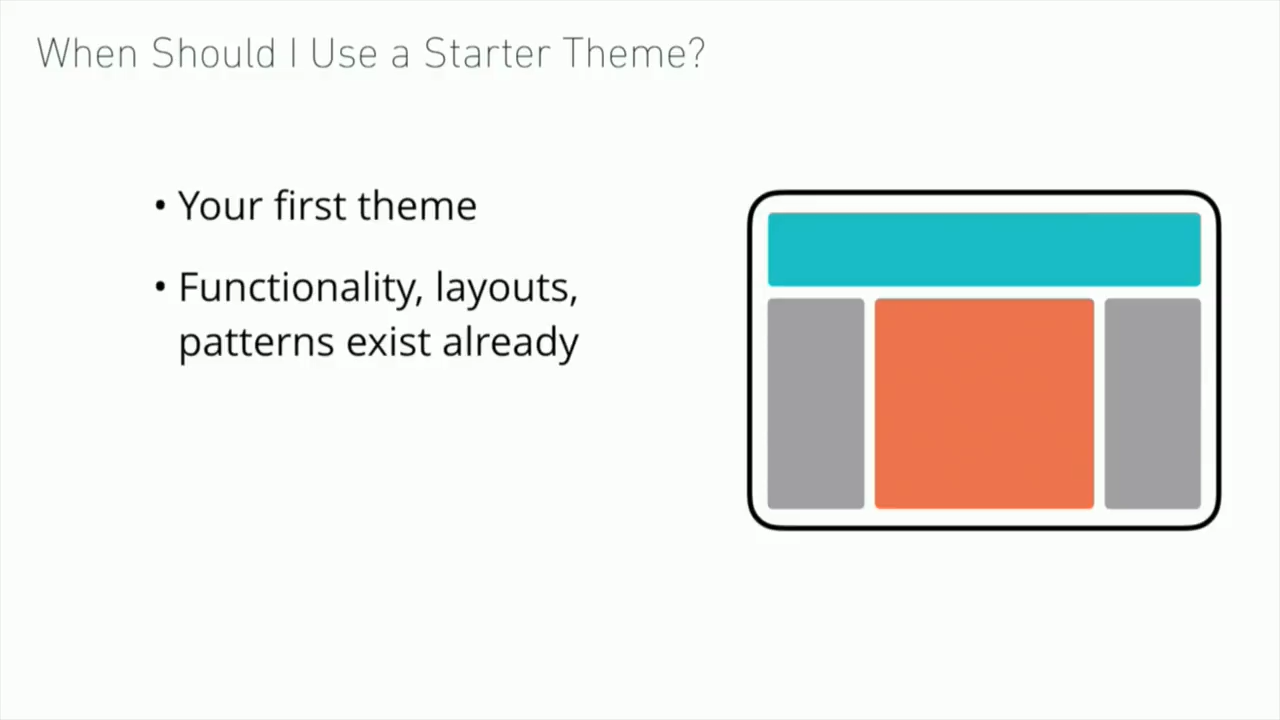 When Should I Use a Starter Theme?
• Your first theme
• Functionality, layouts,
patterns exist already